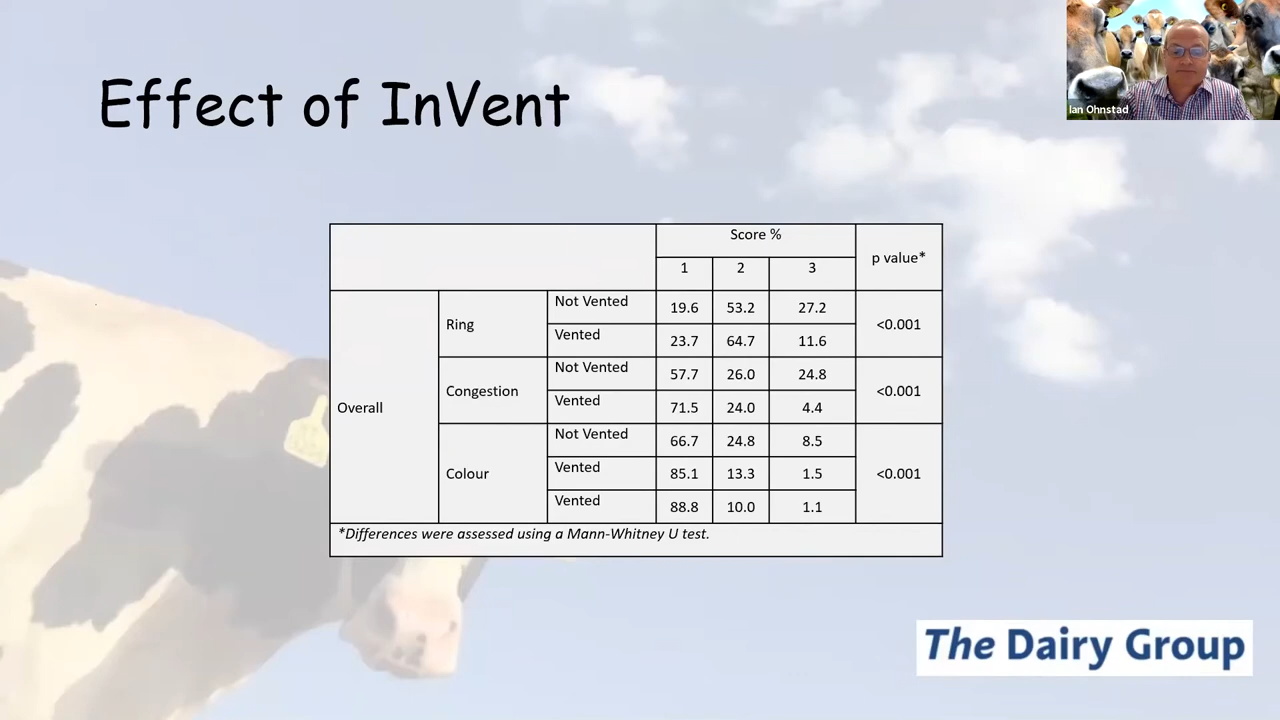 Effect of InVent
Ian Ohnstad
Score %
p value*
1 2 3
Overall
Ring
Not Vented 19.6 53.2 27.2
<0.001
Vented 23.7 64.7 11.6
Congestion
Not Vented 57.7 26.0 24.8
<0.001
Vented 71.5 24.0 4.4
Colour
Not Vented 66.7 24.8 8.5
Vented 85.1 13.3 1.5
<0.001
Vented 88.8 10.0 1.1
*Differences were assessed using a Mann-Whitney U test.
The Dairy Group